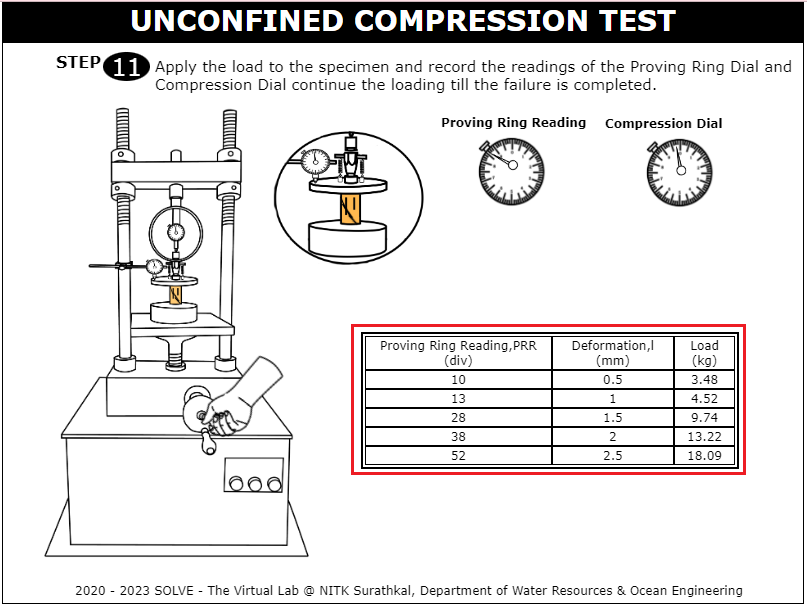 UNCONFINED COMPRESSION TEST
STEP 11 Apply the load to the specimen and record the readings of the Proving Ring Dial and
Compression Dial continue the loading till the failure is completed.
Proving Ring Reading Compression Dial
Proving Ring Reading,PRR Deformation,l Load
(div) (mm) (kg)
10 0.5 3.48
13 1 4.52
28 1.5 9.74
38 2 13.22
52 2.5 18.09
2020 - 2023 SOLVE - The Virtual Lab @ NITK Surathkal, Department of Water Resources & Ocean Engineering